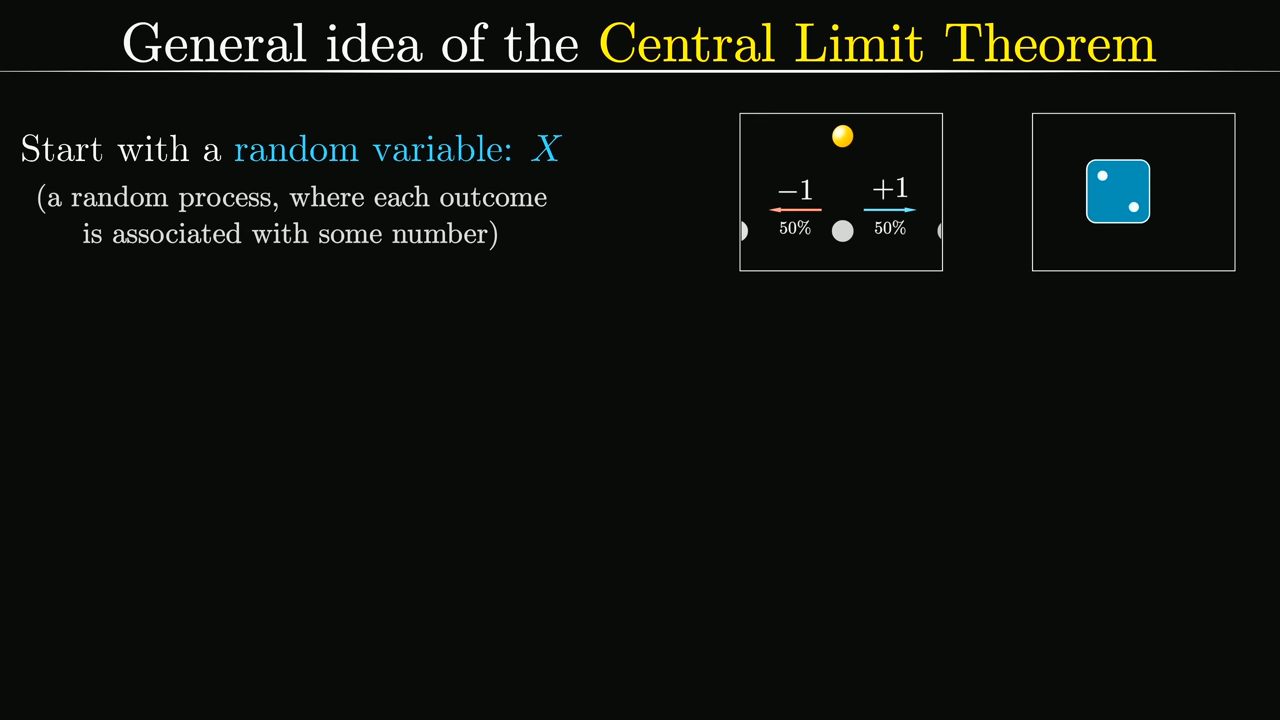 General idea of the Central Limit Theorem
Start with a random variable: X
(a random process, where each outcome
is associated with some number)
−1 +1
50% 50%